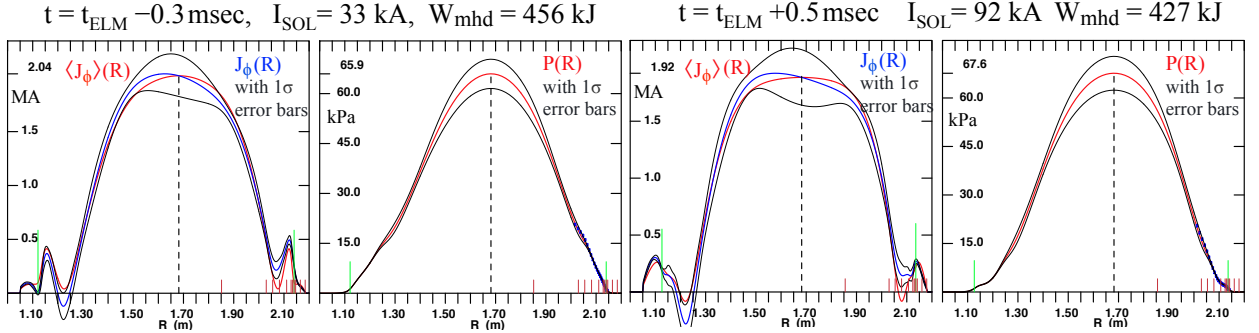 t = t_ELM −0.3 msec, I_SOL = 33 kA, W_mhd = 456 kJ
t = t_ELM +0.5 msec I_SOL = 92 kA W_mhd = 427 kJ
2.04
MA
1.5
1.0
0.5
⟨J_ϕ⟩(R)
J_ϕ(R)
with 1σ
error bars
1.10 1.30 1.50 1.70 1.90 2.10
R (m)
65.9
60.0
kPa
45.0
30.0
15.0
P(R)
with 1σ
error bars
1.10 1.30 1.50 1.70 1.90 2.10
R (m)
1.92
MA
1.5
1.0
0.5
⟨J_ϕ⟩(R)
J_ϕ(R)
with 1σ
error bars
1.10 1.30 1.50 1.70 1.90 2.10
R (m)
67.6
60.0
kPa
45.0
30.0
15.0
P(R)
with 1σ
error bars
1.10 1.30 1.50 1.70 1.90 2.10
R (m)